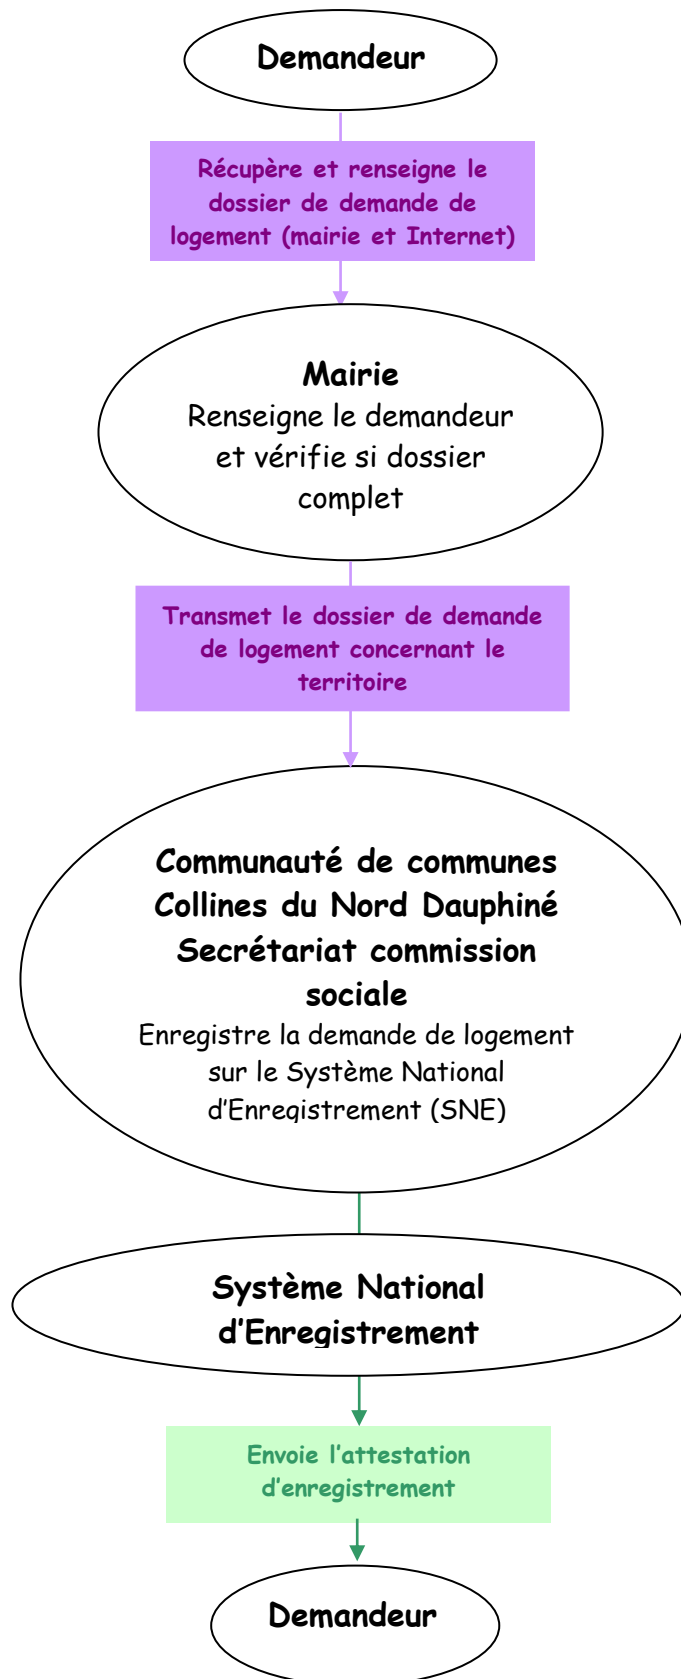 Demandeur
Récupère et renseigne le
dossier de demande de
logement (mairie et Internet)
Mairie
Renseigne le demandeur
et vérifie si dossier
complet
Transmet le dossier de demande
de logement concernant le
territoire
Communauté de communes
Collines du Nord Dauphiné
Secrétariat commission
sociale
Enregistre la demande de logement
sur le Système National
d'Enregistrement (SNE)
Système National
d'Enregistrement
Envoie l'attestation
d'enregistrement
Demandeur